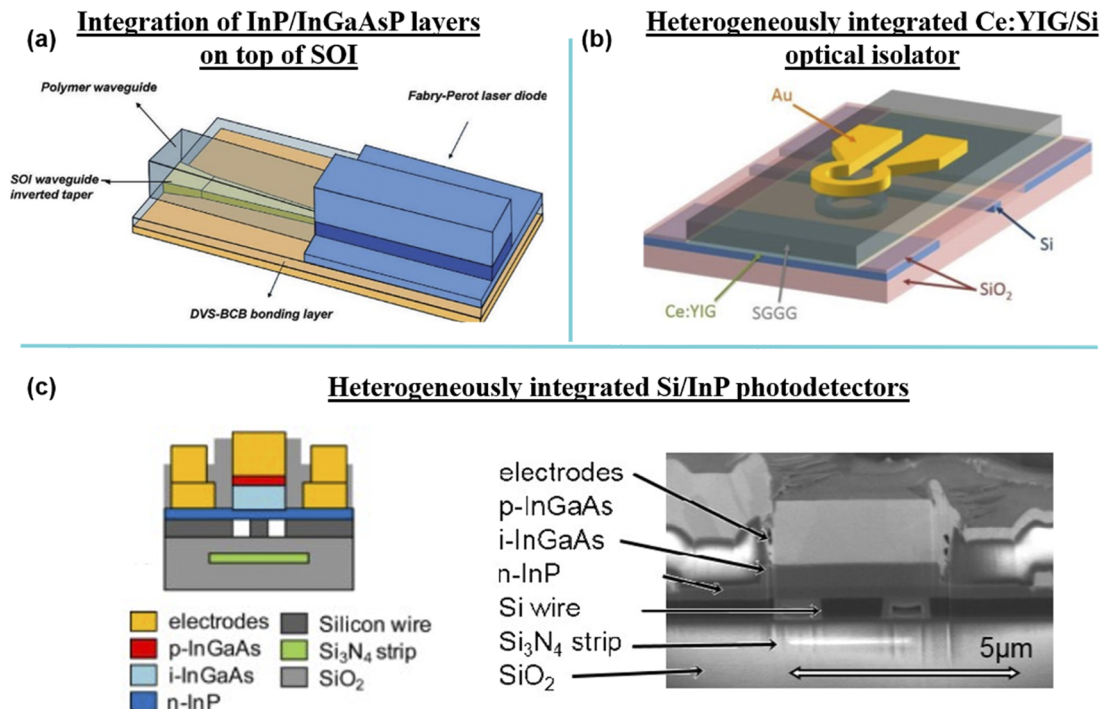 (a)
Integration of InP/InGaAsP layers
on top of SOI
Polymer waveguide
Fabry-Perot laser diode
SOI waveguide
inverted taper
DVS-BCB bonding layer
(b)
Heterogeneously integrated Ce:YIG/Si
optical isolator
Au
Si
SiO2
Ce:YIG
SGGG
(c)
Heterogeneously integrated Si/InP photodetectors
electrodes
p-InGaAs
i-InGaAs
n-InP
Silicon wire
Si3N4 strip
SiO2
electrodes
p-InGaAs
i-InGaAs
n-InP
Si wire
Si3N4 strip
SiO2
5µm